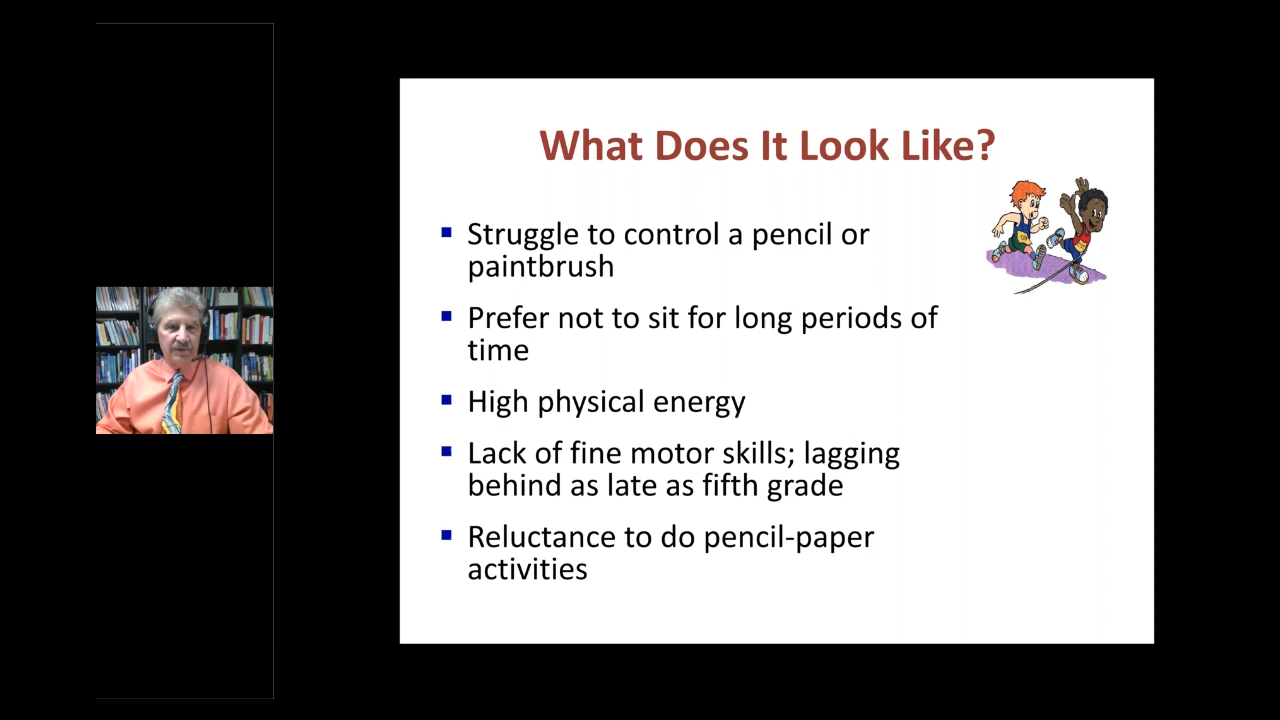 What Does It Look Like?
Struggle to control a pencil or
paintbrush
Prefer not to sit for long periods of
time
High physical energy
Lack of fine motor skills; lagging
behind as late as fifth grade
Reluctance to do pencil-paper
activities